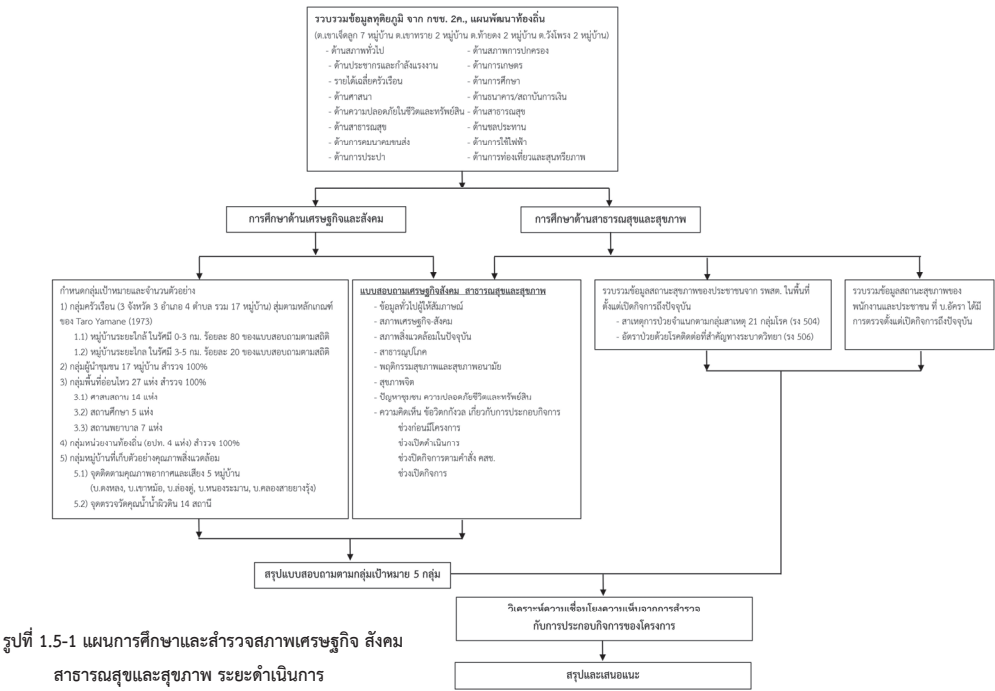 รวบรวมข้อมูลทุติยภูมิ จาก กชช. 2ค., แผนพัฒนาท้องถิ่น
(ต.เขาเจ็ดลูก 7 หมู่บ้าน ต.เขาทราย 2 หมู่บ้าน ต.ท้ายดง 2 หมู่บ้าน ต.วังโพรง 2 หมู่บ้าน)
- ด้านสภาพทั่วไป - ด้านสภาพการปกครอง
- ด้านประชากรและกำลังแรงงาน - ด้านการเกษตร
- รายได้เฉลี่ยครัวเรือน - ด้านการศึกษา
- ด้านศาสนา - ด้านธนาคาร/สถาบันการเงิน
- ด้านความปลอดภัยในชีวิตและทรัพย์สิน - ด้านสาธารณสุข
- ด้านสาธารณสุข - ด้านชลประทาน
- ด้านการคมนาคมขนส่ง - ด้านการใช้ไฟฟ้า
- ด้านการประปา - ด้านการท่องเที่ยวและสุนทรียภาพ
การศึกษาด้านเศรษฐกิจและสังคม
การศึกษาด้านสาธารณสุขและสุขภาพ
กำหนดกลุ่มเป้าหมายและจำนวนตัวอย่าง
1) กลุ่มครัวเรือน (3 จังหวัด 3 อำเภอ 4 ตำบล รวม 17 หมู่บ้าน) สุ่มตามหลักเกณฑ์
ของ Taro Yamane (1973)
1.1) หมู่บ้านระยะใกล้ ในรัศมี 0-3 กม. ร้อยละ 80 ของแบบสอบถามตามสถิติ
1.2) หมู่บ้านระยะไกล ในรัศมี 3-5 กม. ร้อยละ 20 ของแบบสอบถามตามสถิติ
2) กลุ่มผู้นำชุมชน 17 หมู่บ้าน สำรวจ 100%
3) กลุ่มพื้นที่อ่อนไหว 27 แห่ง สำรวจ 100%
3.1) ศาสนสถาน 14 แห่ง
3.2) สถานศึกษา 5 แห่ง
3.3) สถานพยาบาล 7 แห่ง
4) กลุ่มหน่วยงานท้องถิ่น (อปท. 4 แห่ง) สำรวจ 100%
5) กลุ่มหมู่บ้านที่เก็บตัวอย่างคุณภาพสิ่งแวดล้อม
5.1) จุดติดตามคุณภาพอากาศและเสียง 5 หมู่บ้าน
(บ.ดงหลง, บ.เขาหม้อ, บ.ล่องคู่, บ.หนองระมาน, บ.คลองสายยางรุ้ง)
5.2) จุดตรวจวัดคุณน้ำน้ำผิวดิน 14 สถานี
แบบสอบถามเศรษฐกิจสังคม สาธารณสุขและสุขภาพ
- ข้อมูลทั่วไปผู้ให้สัมภาษณ์
- สภาพเศรษฐกิจ-สังคม
- สภาพสิ่งแวดล้อมในปัจจุบัน
- สาธารณูปโภค
- พฤติกรรมสุขภาพและสุขภาพอนามัย
- สุขภาพจิต
- ปัญหาชุมชน ความปลอดภัยชีวิตและทรัพย์สิน
- ความคิดเห็น ข้อวิตกกังวล เกี่ยวกับการประกอบกิจการ
ช่วงก่อนมีโครงการ
ช่วงเปิดดำเนินการ
ช่วงปิดกิจการตามคำสั่ง คสช.
ช่วงเปิดกิจการ
รวบรวมข้อมูลสถานะสุขภาพของประชาชนจาก รพสต. ในพื้นที่
ตั้งแต่เปิดกิจการถึงปัจจุบัน
- สาเหตุการป่วยจำแนกตามกลุ่มสาเหตุ 21 กลุ่มโรค (รง 504)
- อัตราป่วยด้วยโรคติดต่อที่สำคัญทางระบาดวิทยา (รง 506)
รวบรวมข้อมูลสถานะสุขภาพของ
พนักงานและประชาชน ที่ บ.อัครา ได้มี
การตรวจตั้งแต่เปิดกิจการถึงปัจจุบัน
สรุปแบบสอบถามตามกลุ่มเป้าหมาย 5 กลุ่ม
วิเคราะห์ความเชื่อมโยงความเห็นจากการสำรวจ
กับการประกอบกิจการของโครงการ
สรุปและเสนอแนะ
รูปที่ 1.5-1 แผนการศึกษาและสำรวจสภาพเศรษฐกิจ สังคม
สาธารณสุขและสุขภาพ ระยะดำเนินการ